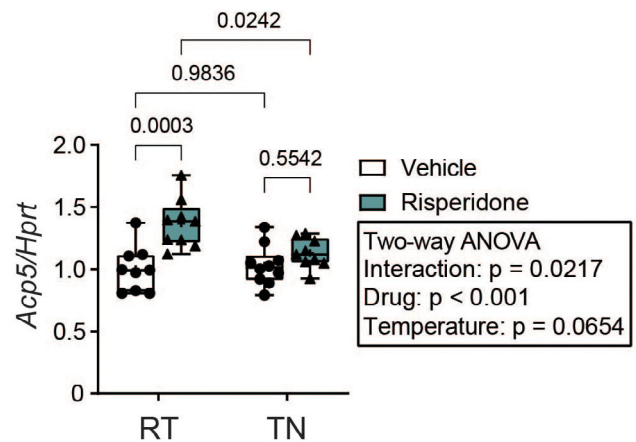 0.0242
0.9836
0.0003
0.5542
2.0
1.5
1.0
0.5
0
Acp5/Hprt
RT
TN
Vehicle
Risperidone
Two-way ANOVA
Interaction: p = 0.0217
Drug: p < 0.001
Temperature: p = 0.0654